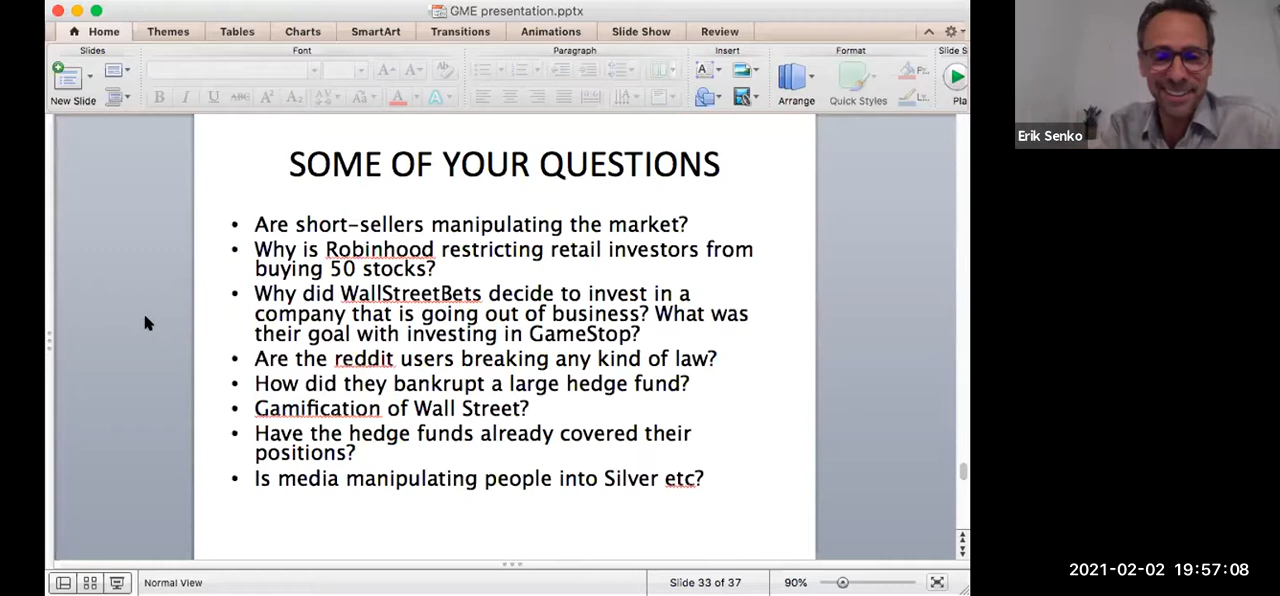 GME presentation.pptx
Home Themes Tables Charts SmartArt Transitions Animations Slide Show Review
Slides Font Paragraph Insert Format Slide S
New Slide Arrange Quick Styles Pla
Erik Senko
SOME OF YOUR QUESTIONS
• Are short-sellers manipulating the market?
• Why is Robinhood restricting retail investors from
buying 50 stocks?
• Why did WallStreetBets decide to invest in a
company that is going out of business? What was
their goal with investing in GameStop?
• Are the reddit users breaking any kind of law?
• How did they bankrupt a large hedge fund?
• Gamification of Wall Street?
• Have the hedge funds already covered their
positions?
• Is media manipulating people into Silver etc?
2021-02-02 19:57:08
Normal View Slide 33 of 37 90%